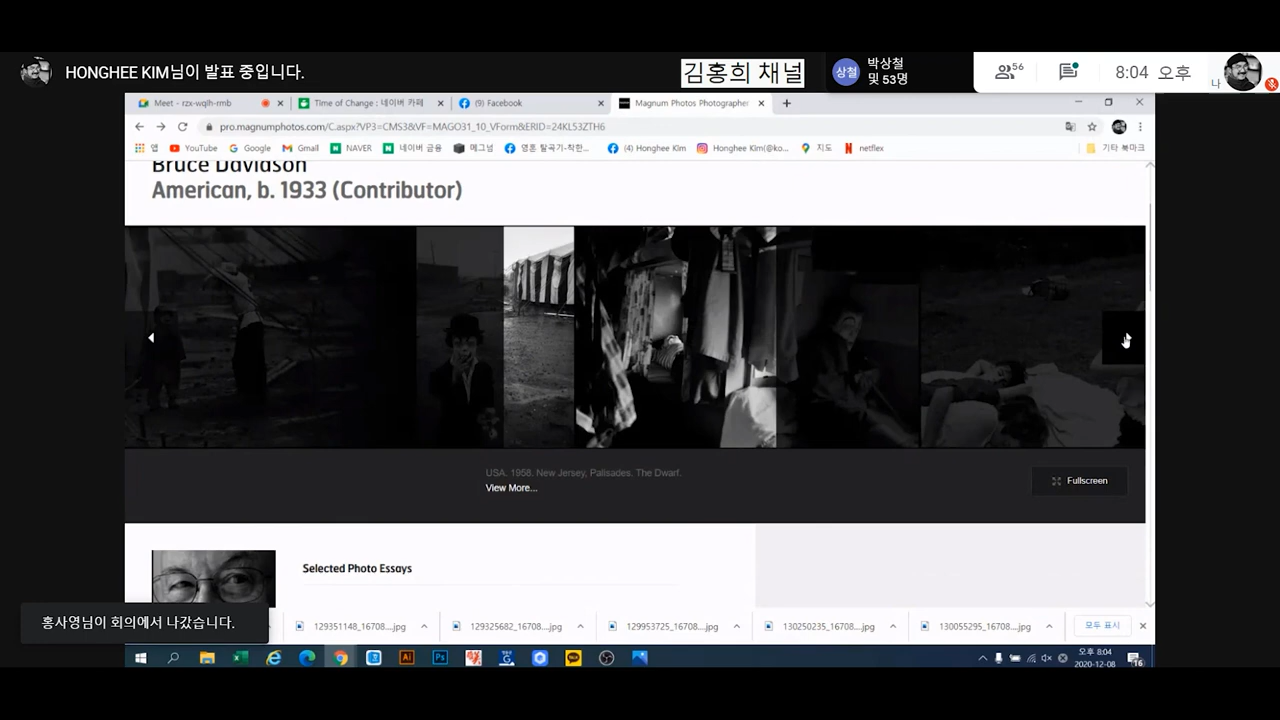 HONGHEE KIM님이 발표 중입니다.
김홍희 채널
상철
박상철
및 53명
56
8:04 오후
나
Meet - rzx-wqih-rmb
Time of Change : 네이버 카페
(9) Facebook
Magnum Photos Photographer
pro.magnumphotos.com/C.aspx?VP3=CMS3&VF=MAGO31_10_VForm&ERID=24KL53ZTH6
앱
YouTube
Google
Gmail
NAVER
네이버 금융
메그넘
영혼 탈곡기-착한...
(4) Honghee Kim
Honghee Kim(@ko...
지도
netflex
기타 북마크
Bruce Davidson
American, b. 1933 (Contributor)
USA. 1958. New Jersey, Palisades. The Dwarf.
View More...
Fullscreen
Selected Photo Essays
홍사영님이 회의에서 나갔습니다.
129351148_16708....jpg
129325682_16708....jpg
129953725_16708....jpg
130250235_16708....jpg
130055295_16708....jpg
모두 표시
오후 8:04
2020-12-08
16